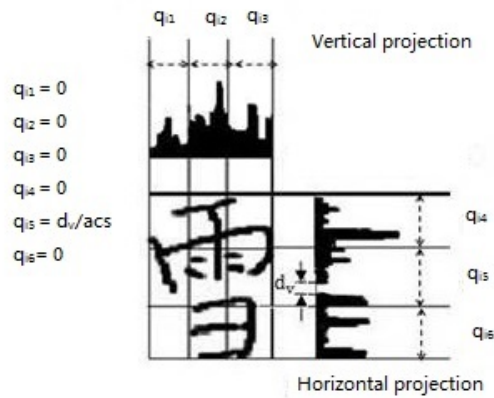 qi1 qi2 qi3
Vertical projection
qi1 = 0
qi2 = 0
qi3 = 0
qi4 = 0
qi5 = dv/acs
qi6= 0
qi4
qi5
dv
qi6
雪
Horizontal projection